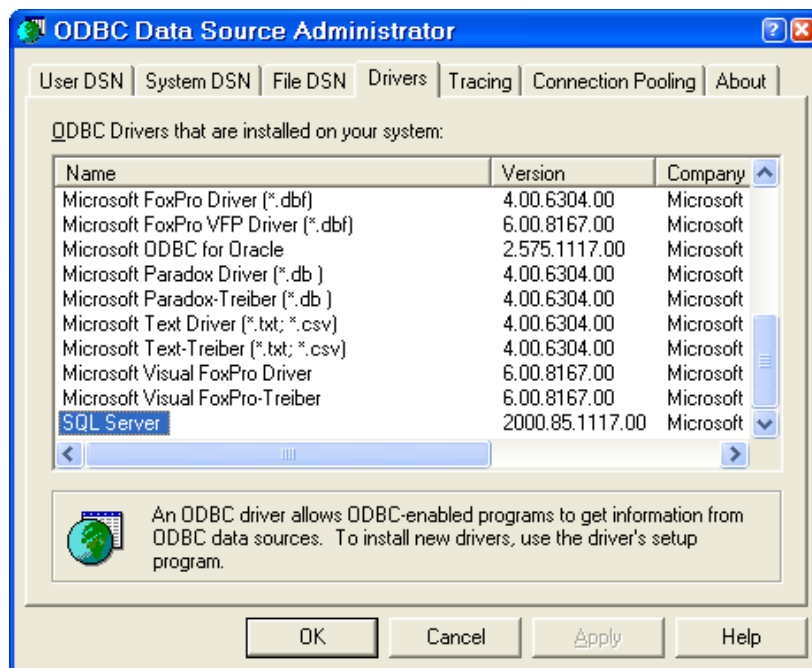 ODBC Data Source Administrator
User DSN System DSN File DSN Drivers Tracing Connection Pooling About
ODBC Drivers that are installed on your system:
Name Version Company
Microsoft FoxPro Driver (*.dbf) 4.00.6304.00 Microsoft
Microsoft FoxPro VFP Driver (*.dbf) 6.00.8167.00 Microsoft
Microsoft ODBC for Oracle 2.575.1117.00 Microsoft
Microsoft Paradox Driver (*.db ) 4.00.6304.00 Microsoft
Microsoft Paradox-Treiber (*.db ) 4.00.6304.00 Microsoft
Microsoft Text Driver (*.txt; *.csv) 4.00.6304.00 Microsoft
Microsoft Text-Treiber (*.txt; *.csv) 4.00.6304.00 Microsoft
Microsoft Visual FoxPro Driver 6.00.8167.00 Microsoft
Microsoft Visual FoxPro-Treiber 6.00.8167.00 Microsoft
SQL Server 2000.85.1117.00 Microsoft
An ODBC driver allows ODBC-enabled programs to get information from
ODBC data sources. To install new drivers, use the driver's setup
program.
OK Cancel Apply Help